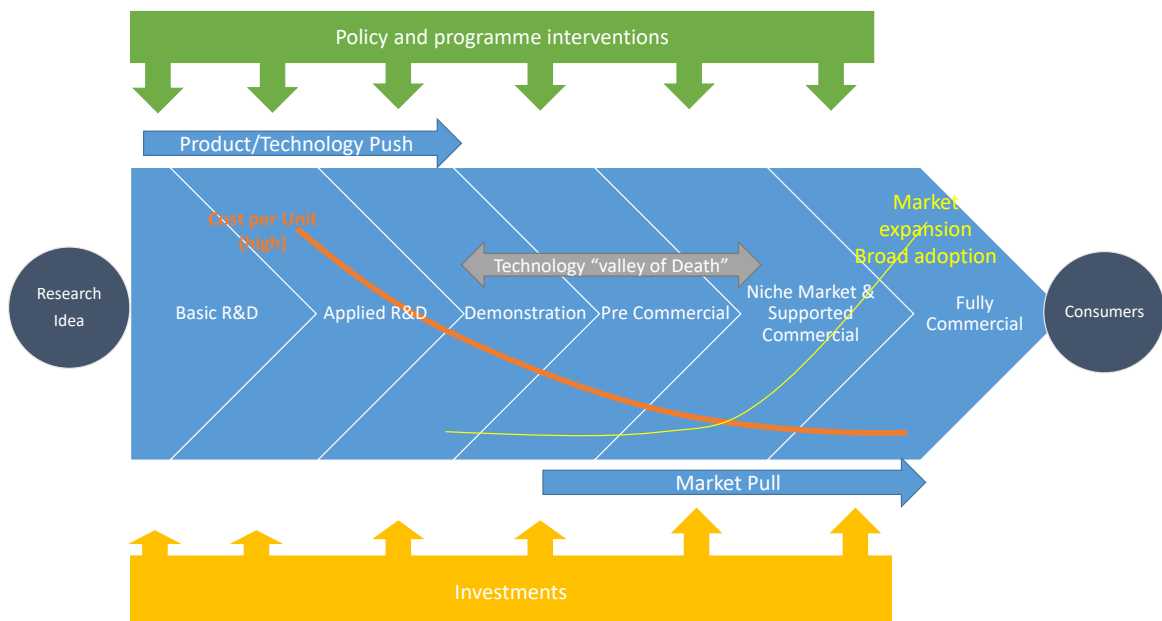 Policy and programme interventions
Product/Technology Push
Cost per Unit
(high)
Market
expansion
Broad adoption
Technology “valley of Death”
Research
Idea
Basic R&D
Applied R&D
Demonstration
Pre Commercial
Niche Market &
Supported
Commercial
Fully
Commercial
Consumers
Market Pull
Investments